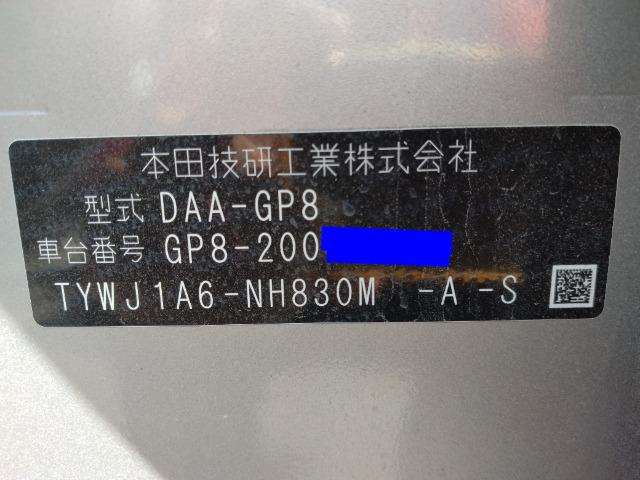 本田技研工業株式会社
型式 DAA-GP8
車台番号 GP8-200
TYWJ1A6-NH830M -A -S